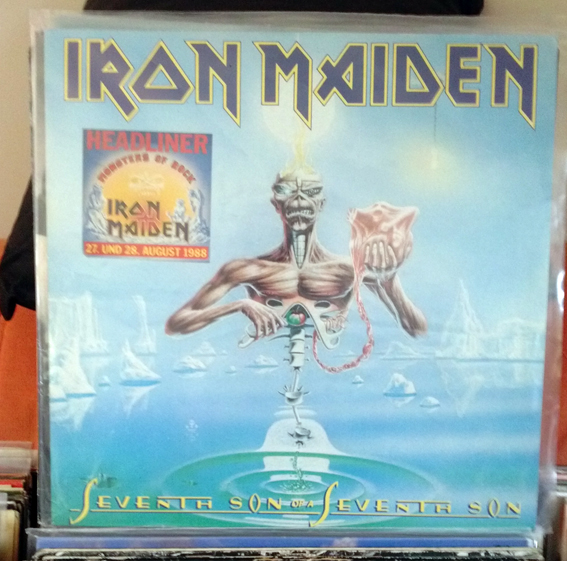 IRON MAIDEN
HEADLINER
MONSTERS OF ROCK
IRON
MAIDEN
27. UND 28. AUGUST 1988
SEVENTH SON OF A SEVENTH SON